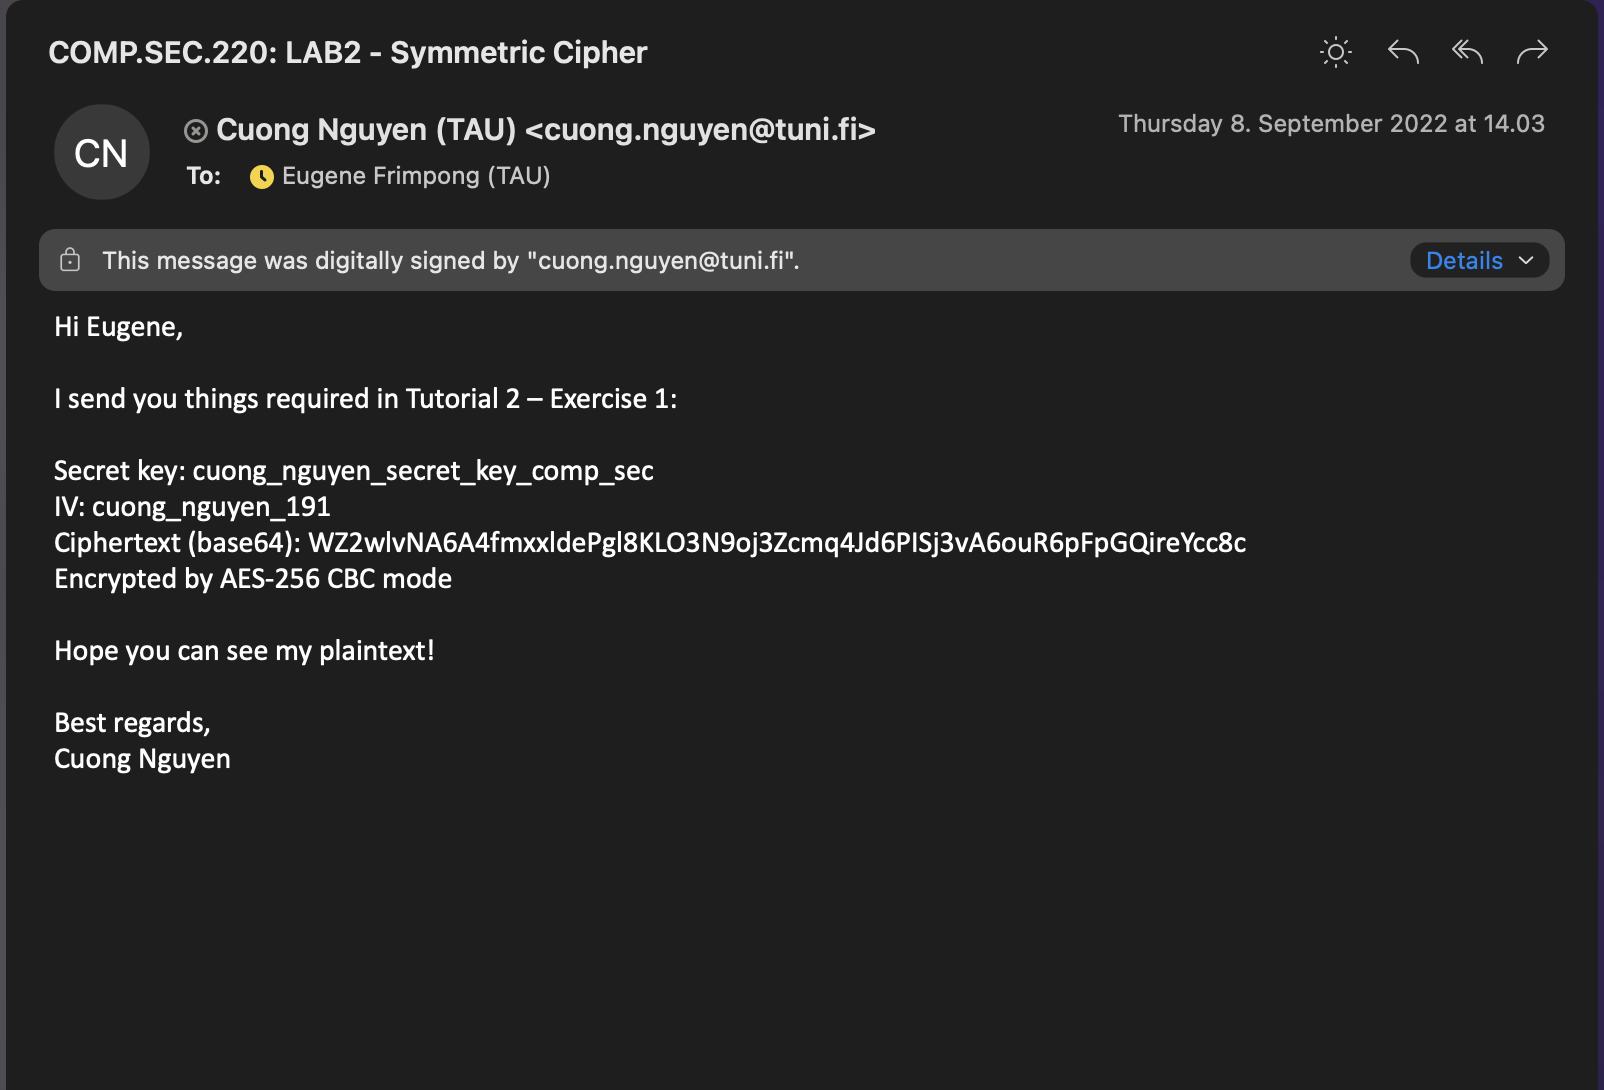 COMP.SEC.220: LAB2 - Symmetric Cipher
CN
Cuong Nguyen (TAU) <cuong.nguyen@tuni.fi>
Thursday 8. September 2022 at 14.03
To: Eugene Frimpong (TAU)
This message was digitally signed by "cuong.nguyen@tuni.fi".
Details
Hi Eugene,
I send you things required in Tutorial 2 – Exercise 1:
Secret key: cuong_nguyen_secret_key_comp_sec
IV: cuong_nguyen_191
Ciphertext (base64): WZ2wlvNA6A4fmxxldePgl8KLO3N9oj3Zcmq4Jd6PISj3vA6ouR6pFpGQireYcc8c
Encrypted by AES-256 CBC mode
Hope you can see my plaintext!
Best regards,
Cuong Nguyen